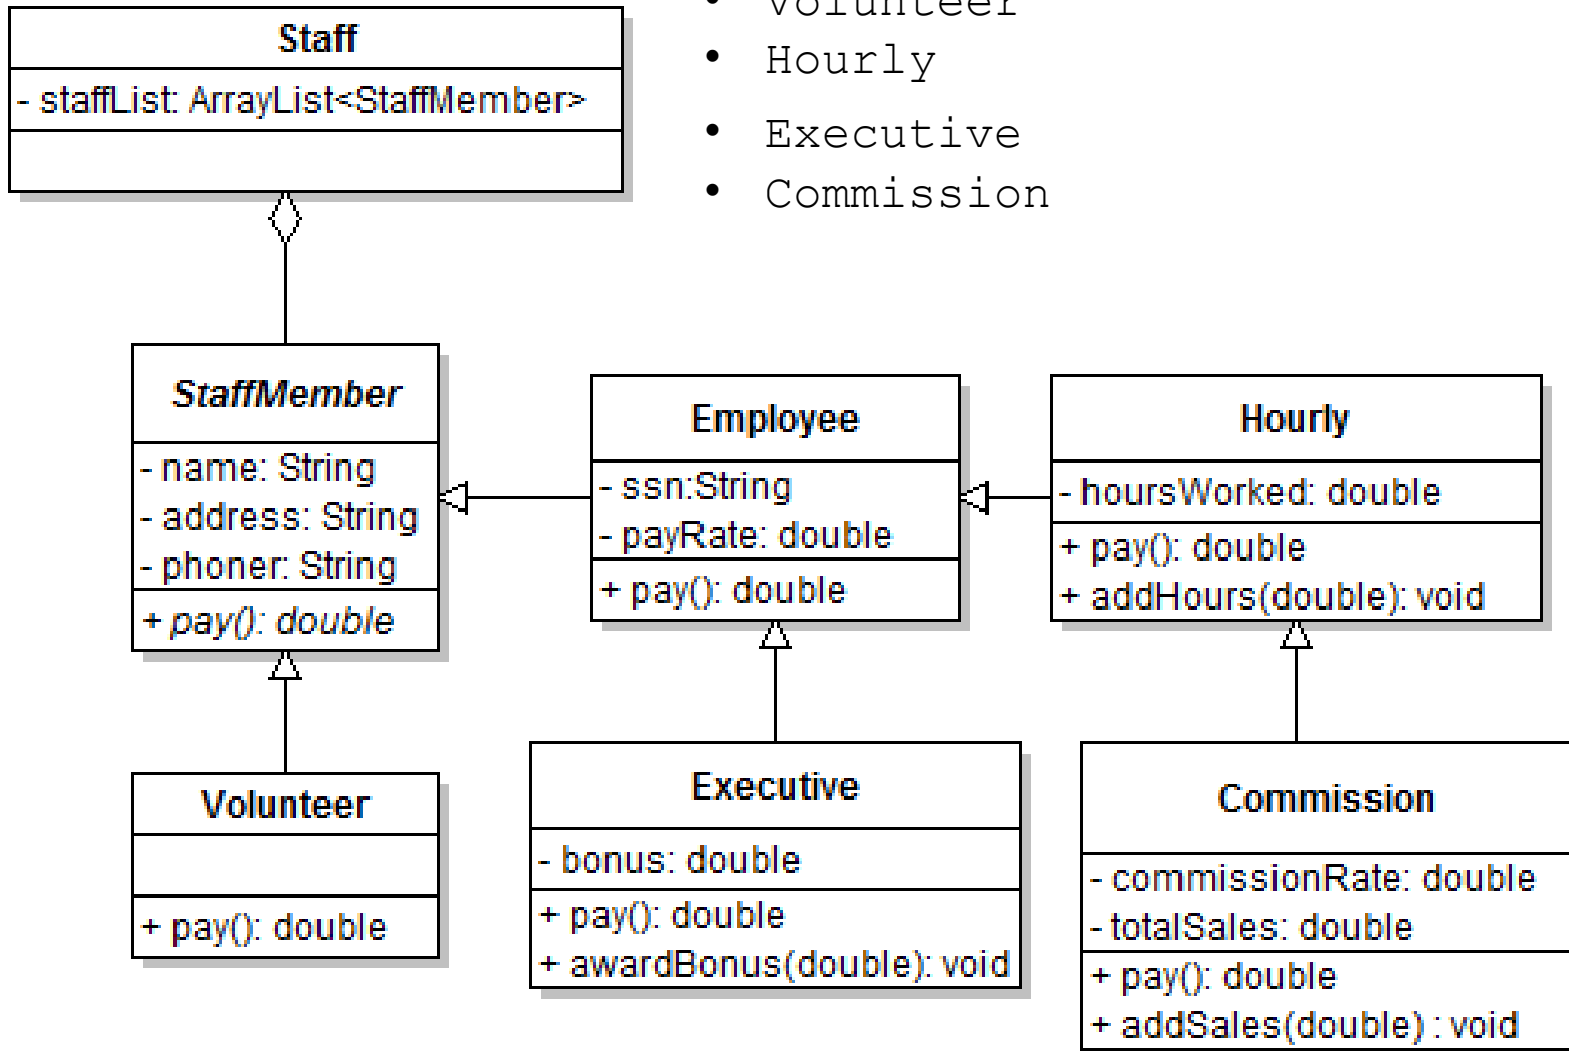 • Volunteer
• Hourly
• Executive
• Commission
Staff
- staffList: ArrayList<StaffMember>
StaffMember
- name: String
- address: String
- phoner: String
+ pay(): double
Employee
- ssn:String
- payRate: double
+ pay(): double
Hourly
- hoursWorked: double
+ pay(): double
+ addHours(double): void
Volunteer
+ pay(): double
Executive
- bonus: double
+ pay(): double
+ awardBonus(double): void
Commission
- commissionRate: double
- totalSales: double
+ pay(): double
+ addSales(double) : void